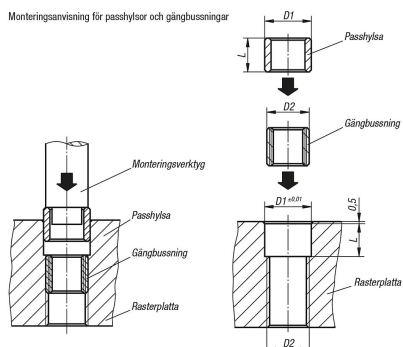 Monteringsanvisning för passhylsor och gängbussningar
D1
L
Passhylsa
D2
Gängbussning
Monteringsverktyg
Passhylsa
Gängbussning
Rasterplatta
D1 ±0,01
0,5
L
Rasterplatta
D2